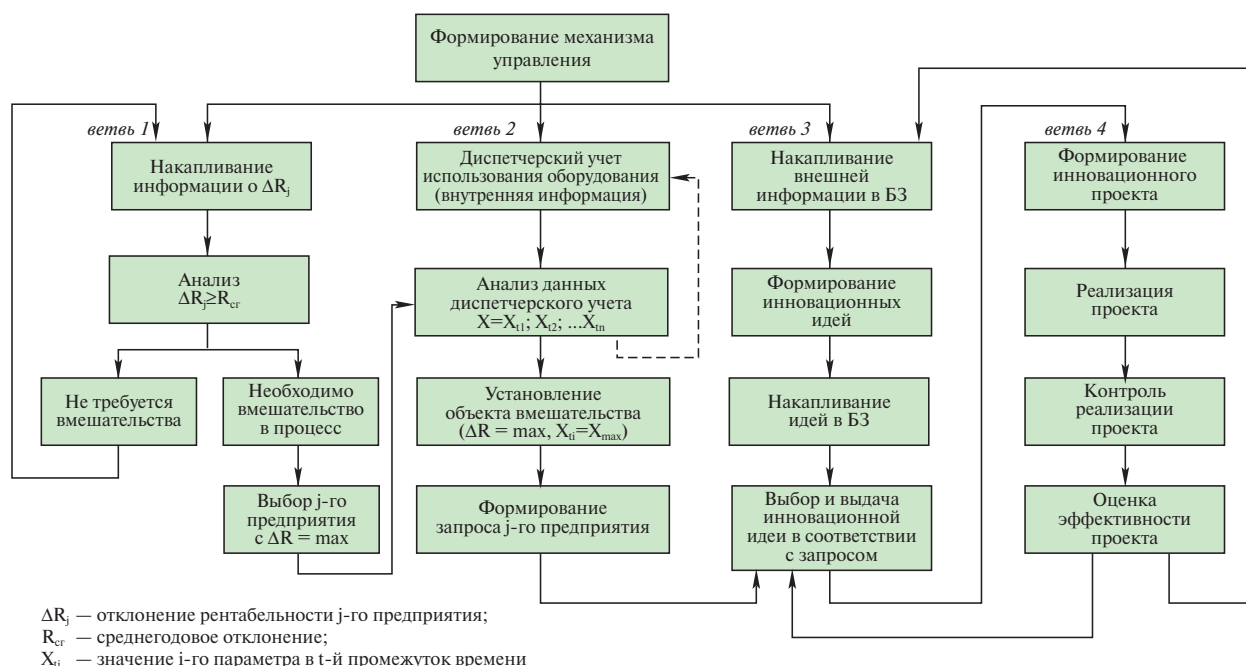 Формирование механизма
управления
ветвь 1
Накапливание
информации о ΔRj
Анализ
ΔRj≥Rсг
Не требуется
вмешательства
Необходимо
вмешательство
в процесс
Выбор j-го
предприятия
с ΔR = max
ветвь 2
Диспетчерский учет
использования оборудования
(внутренняя информация)
Анализ данных
диспетчерского учета
X=Xt1; Xt2; ...Xtn
Установление
объекта вмешательства
(ΔR = max, Xti=Xmax)
Формирование
запроса j-го предприятия
ветвь 3
Накапливание
внешней
информации в БЗ
Формирование
инновационных
идей
Накапливание
идей в БЗ
Выбор и выдача
инновационной
идеи в соответствии
с запросом
ветвь 4
Формирование
инновационного
проекта
Реализация
проекта
Контроль
реализации
проекта
Оценка
эффективности
проекта
ΔRj — отклонение рентабельности j-го предприятия;
Rсг — среднегодовое отклонение;
Xti — значение i-го параметра в t-й промежуток времени